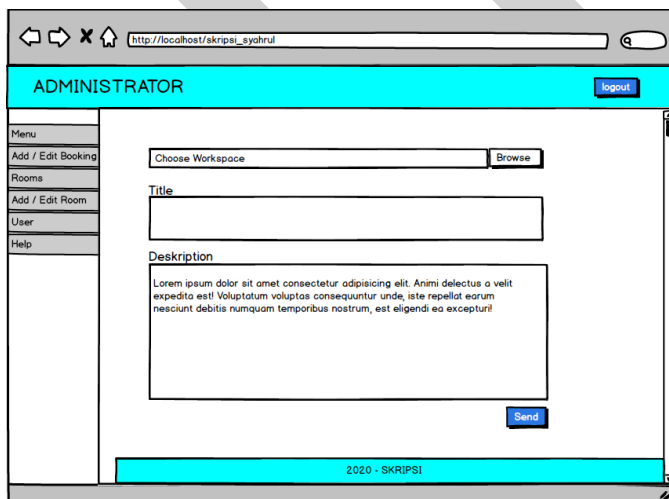 http://localhost/skripsi_syahrul
ADMINISTRATOR
logout
Menu
Add / Edit Booking
Rooms
Add / Edit Room
User
Help
Choose Workspace
Browse
Title
Deskription
Lorem ipsum dolor sit amet consectetur adipisicing elit. Animi delectus a velit
expedita est! Voluptatum voluptas consequuntur unde, iste repellat earum
nesciunt debitis numquam temporibus nostrum, est eligendi ea excepturi!
Send
2020 - SKRIPSI